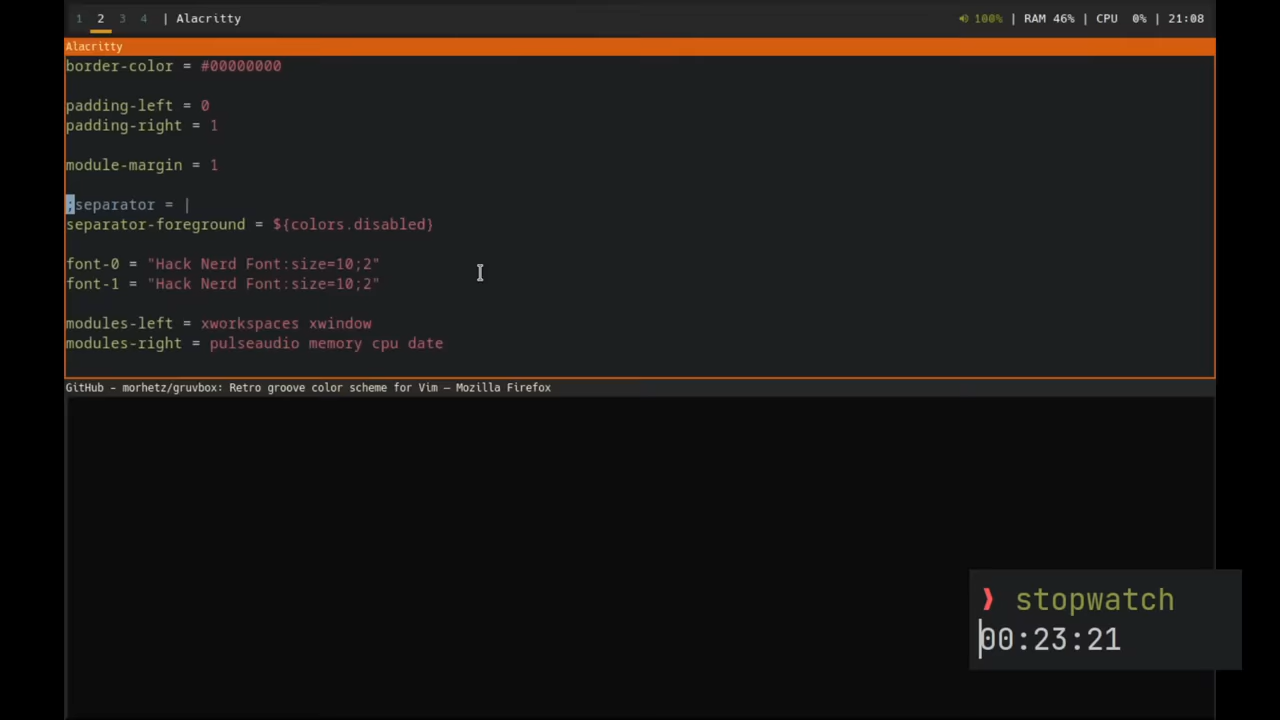 1 2 3 4 | Alacritty 100% | RAM 46% | CPU 0% | 21:08
Alacritty
border-color = #00000000
padding-left = 0
padding-right = 1
module-margin = 1
;separator = |
separator-foreground = ${colors.disabled}
font-0 = "Hack Nerd Font:size=10;2"
font-1 = "Hack Nerd Font:size=10;2"
modules-left = xworkspaces xwindow
modules-right = pulseaudio memory cpu date
GitHub - morhetz/gruvbox: Retro groove color scheme for Vim — Mozilla Firefox
❯ stopwatch
00:23:21